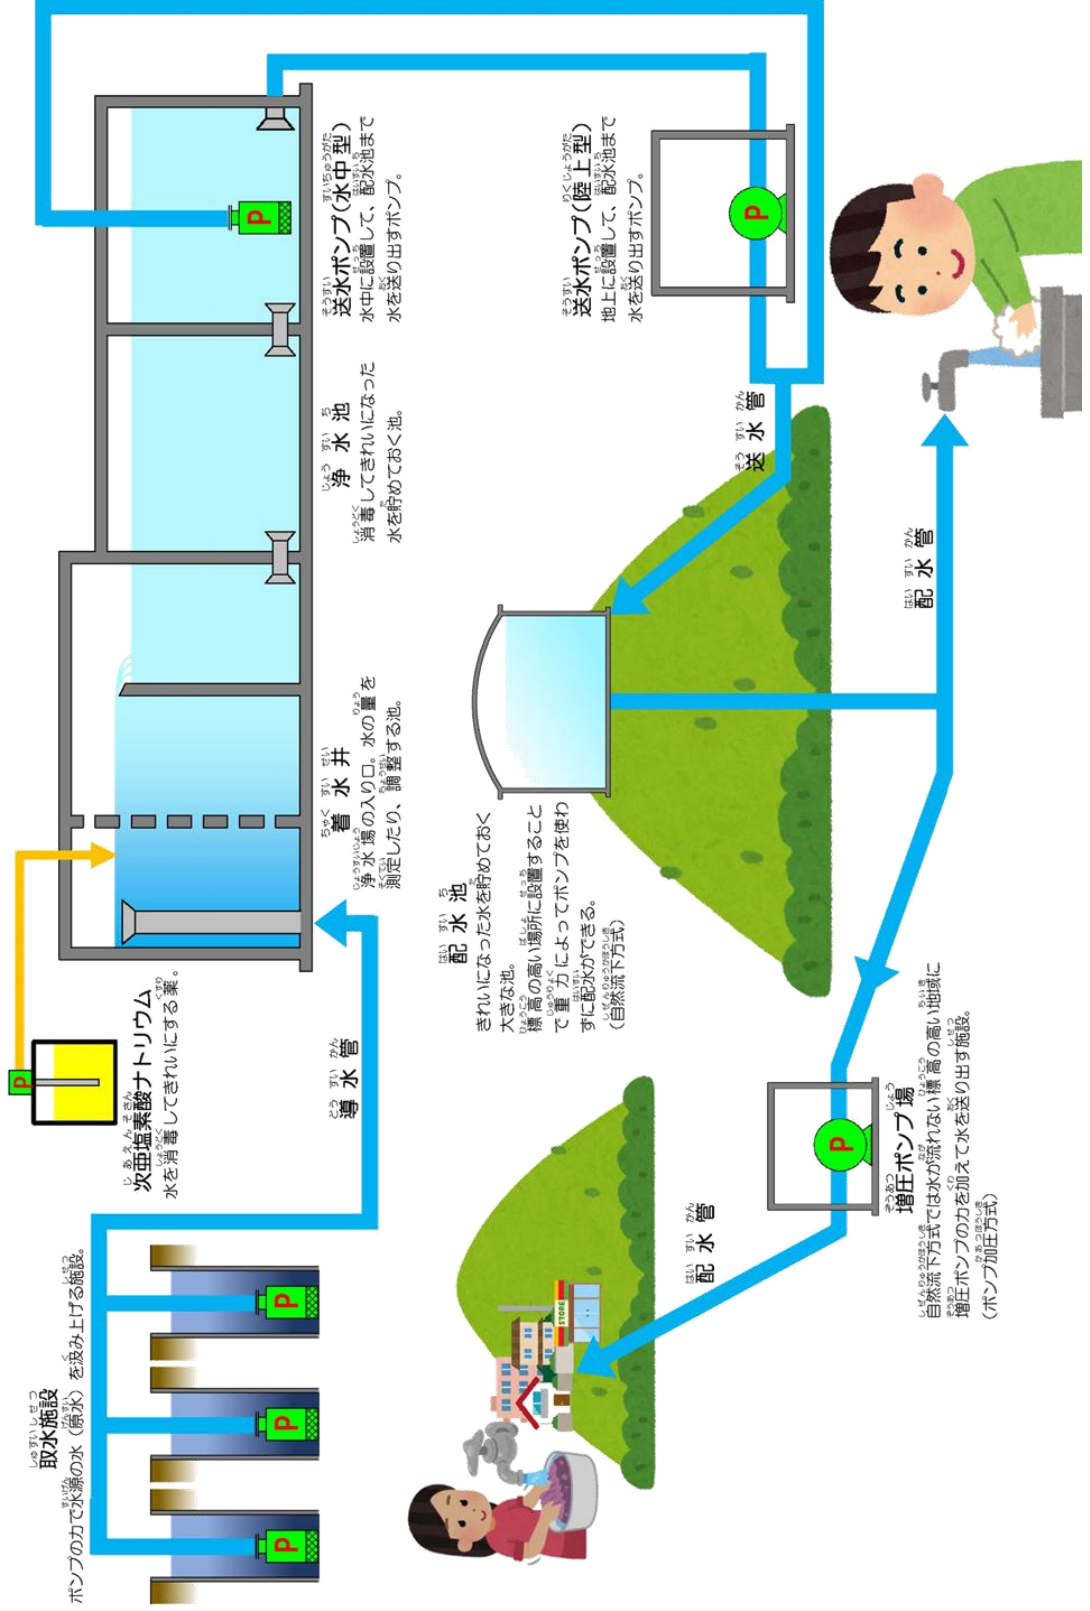 取水施設
ポンプの力で水源の水（原水）を汲み上げる施設。
次亜塩素酸ナトリウム
水を消毒してきれいにする薬。
導水管
着水井
浄水場の入り口。水の量を
測定したり、調整する池。
浄水池
消毒してきれいになった
水を貯めておく池。
送水ポンプ（水中型）
水中に設置して、配水池まで
水を送り出すポンプ。
送水ポンプ（陸上型）
地上に設置して、配水池まで
水を送り出すポンプ。
送水管
配水池
きれいになった水を貯めておく
大きな池。
標高の高い場所に設置すること
で重力によってポンプを使わ
ずに配水ができる。
（自然流下方式）
配水管
増圧ポンプ場
自然流下方式では水が流れない標高の高い地域に
増圧ポンプの力を加えて水を送り出す施設。
（ポンプ加圧方式）
配水管
STORE
P
P
P
P
P
P
P